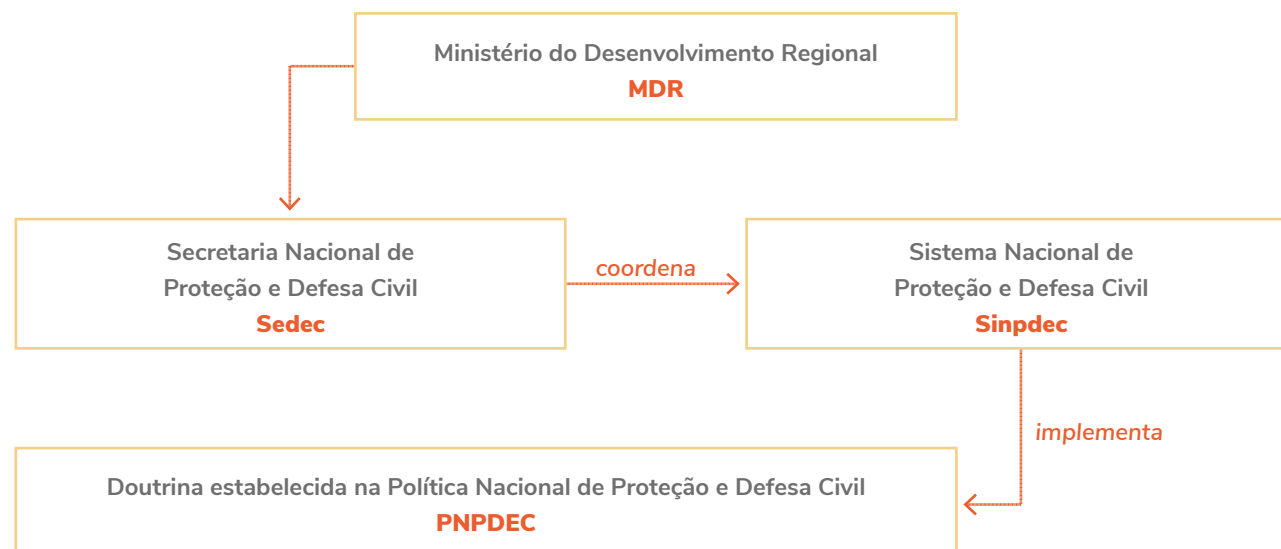 Ministério do Desenvolvimento Regional
MDR
Secretaria Nacional de
Proteção e Defesa Civil
Sedec
coordena
Sistema Nacional de
Proteção e Defesa Civil
Sinpdec
implementa
Doutrina estabelecida na Política Nacional de Proteção e Defesa Civil
PNPDEC